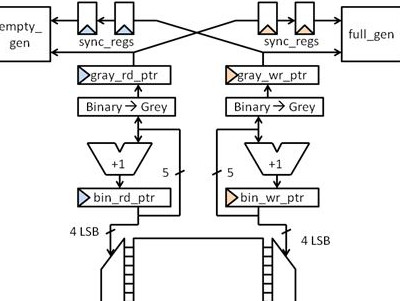 empty_
gen
sync_regs
sync_regs
full_gen
gray_rd_ptr
gray_wr_ptr
Binary → Grey
Binary → Grey
+1
5
5
+1
bin_rd_ptr
bin_wr_ptr
4 LSB
4 LSB